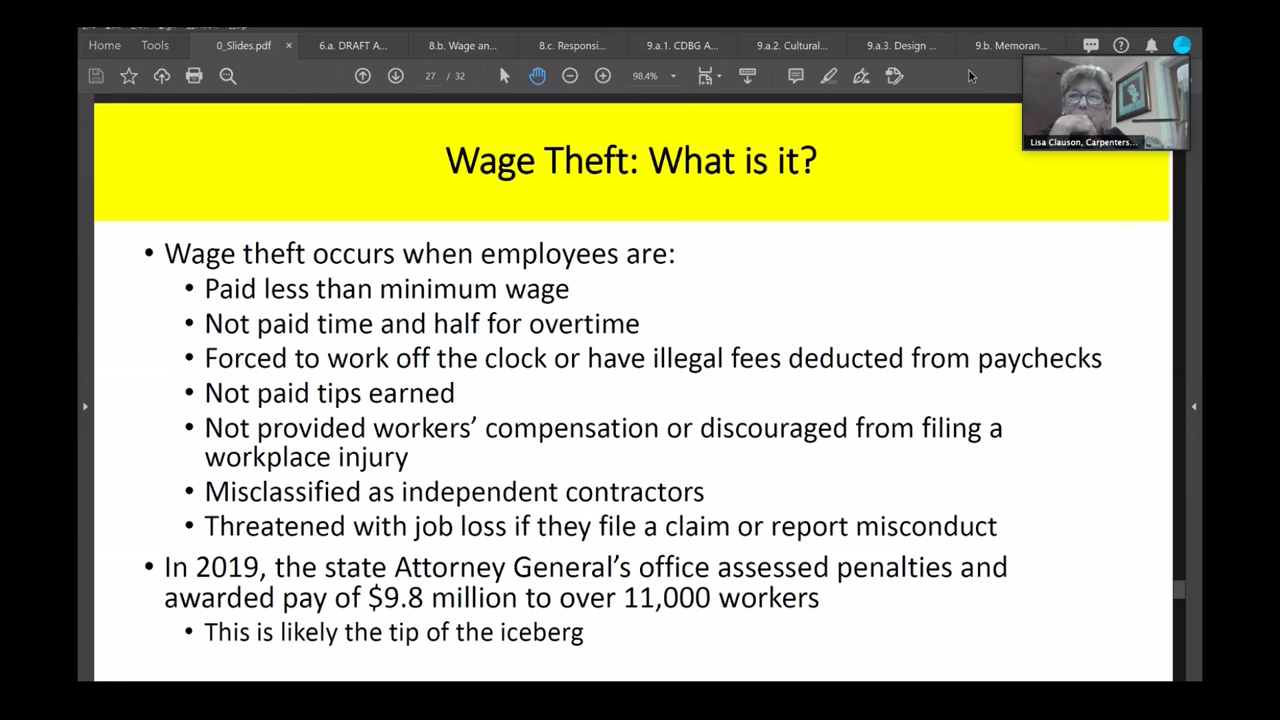 Home Tools 0_Slides.pdf × 6.a. DRAFT A... 8.b. Wage an... 8.c. Responsi... 9.a.1. CDBG A... 9.a.2. Cultural... 9.a.3. Design ... 9.b. Memoran...
27 / 32 98.4%
Lisa Clauson, Carpenters...
Wage Theft: What is it?
• Wage theft occurs when employees are:
• Paid less than minimum wage
• Not paid time and half for overtime
• Forced to work off the clock or have illegal fees deducted from paychecks
• Not paid tips earned
• Not provided workers’ compensation or discouraged from filing a
workplace injury
• Misclassified as independent contractors
• Threatened with job loss if they file a claim or report misconduct
• In 2019, the state Attorney General’s office assessed penalties and
awarded pay of $9.8 million to over 11,000 workers
• This is likely the tip of the iceberg